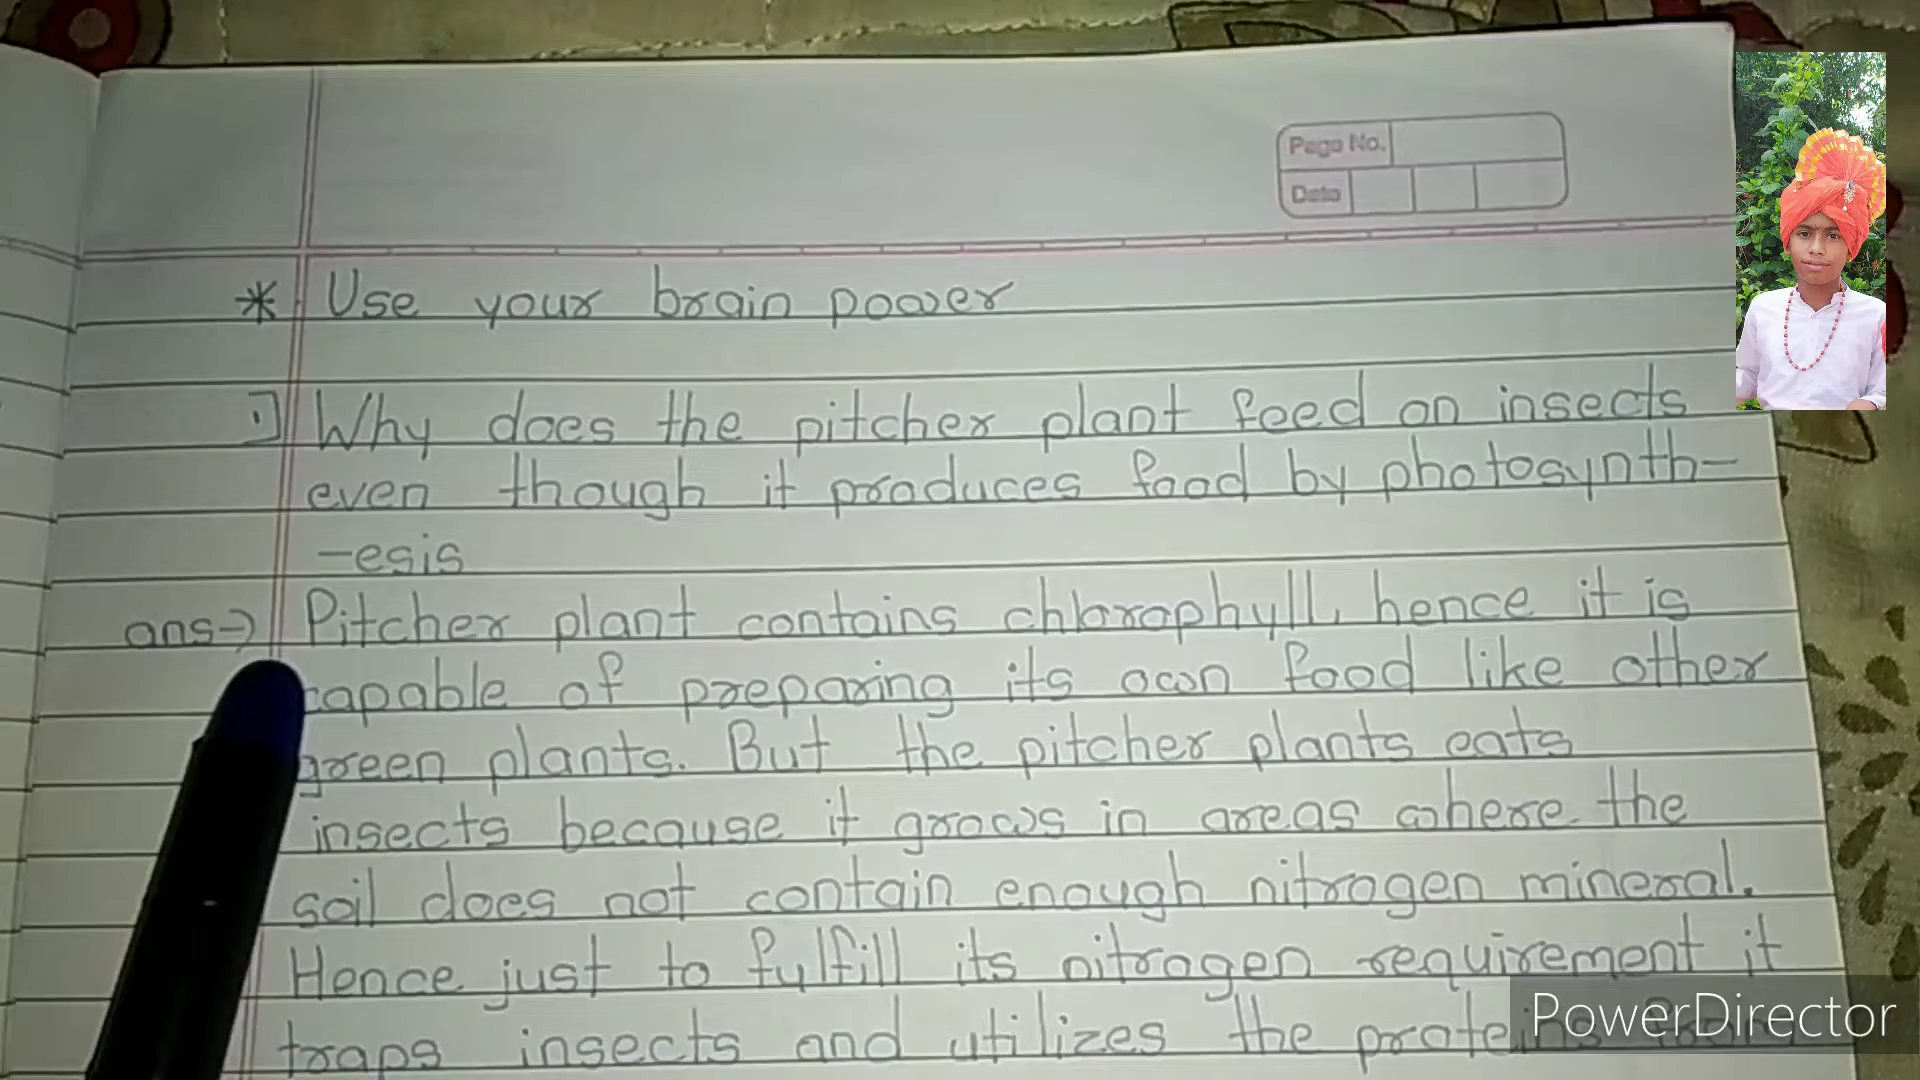 Page No.
Date
* Use your brain power
1] Why does the pitcher plant feed on insects
even though it produces food by photosynth-
-esis
ans→ Pitcher plant contains chlorophyll, hence it is
capable of preparing its own food like other
green plants. But the pitcher plants eats
insects because it grows in areas where the
soil does not contain enough nitrogen mineral.
Hence just to fulfill its nitrogen requirement it
traps insects and utilizes the proteins from
PowerDirector